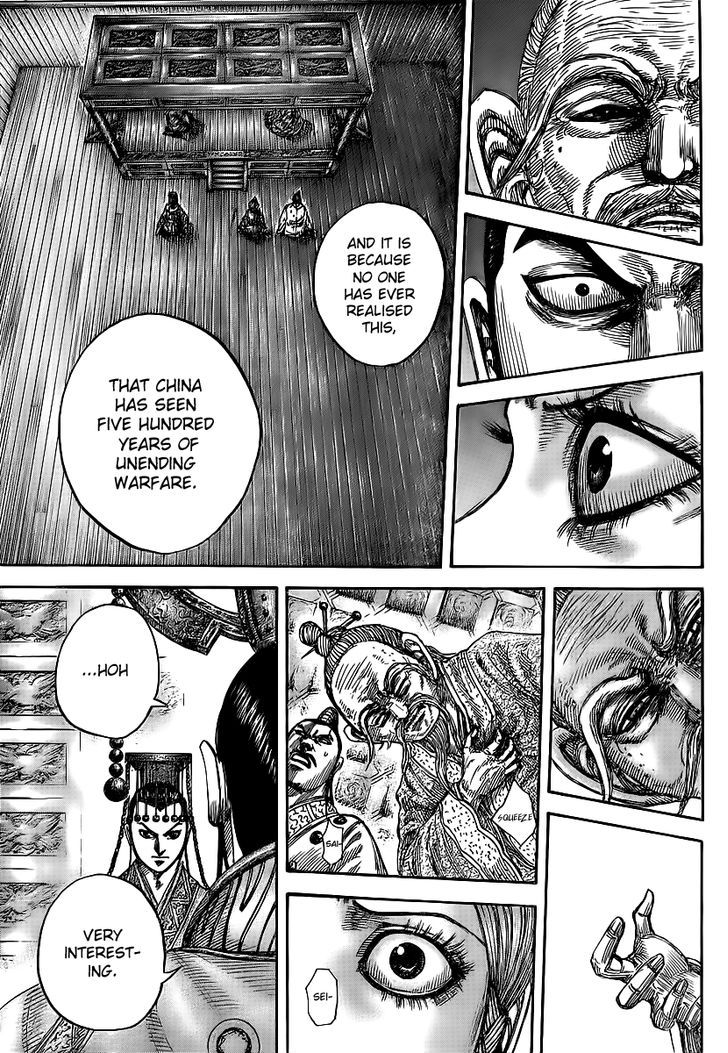 AND IT IS
BECAUSE
NO ONE
HAS EVER
REALISED
THIS,
THAT CHINA
HAS SEEN
FIVE HUNDRED
YEARS OF
UNENDING
WARFARE.
SQUEEZE
SAI-
...HOH
VERY
INTEREST-
ING.
SEI-